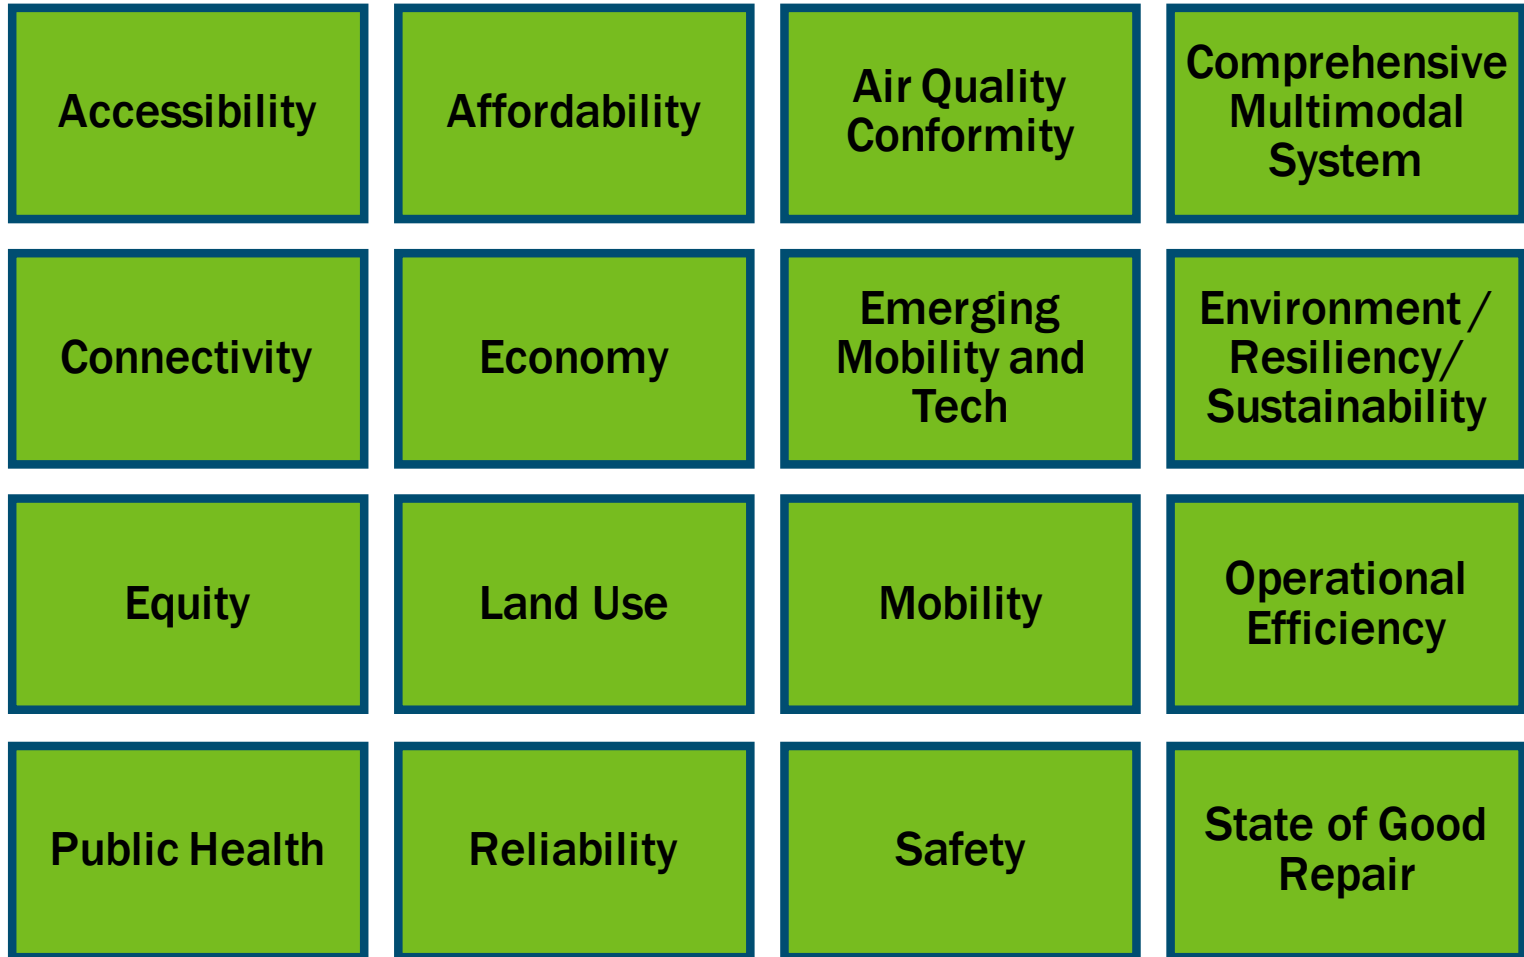 Accessibility
Affordability
Air Quality
Conformity
Comprehensive
Multimodal
System
Connectivity
Economy
Emerging
Mobility and
Tech
Environment /
Resiliency/
Sustainability
Equity
Land Use
Mobility
Operational
Efficiency
Public Health
Reliability
Safety
State of Good
Repair